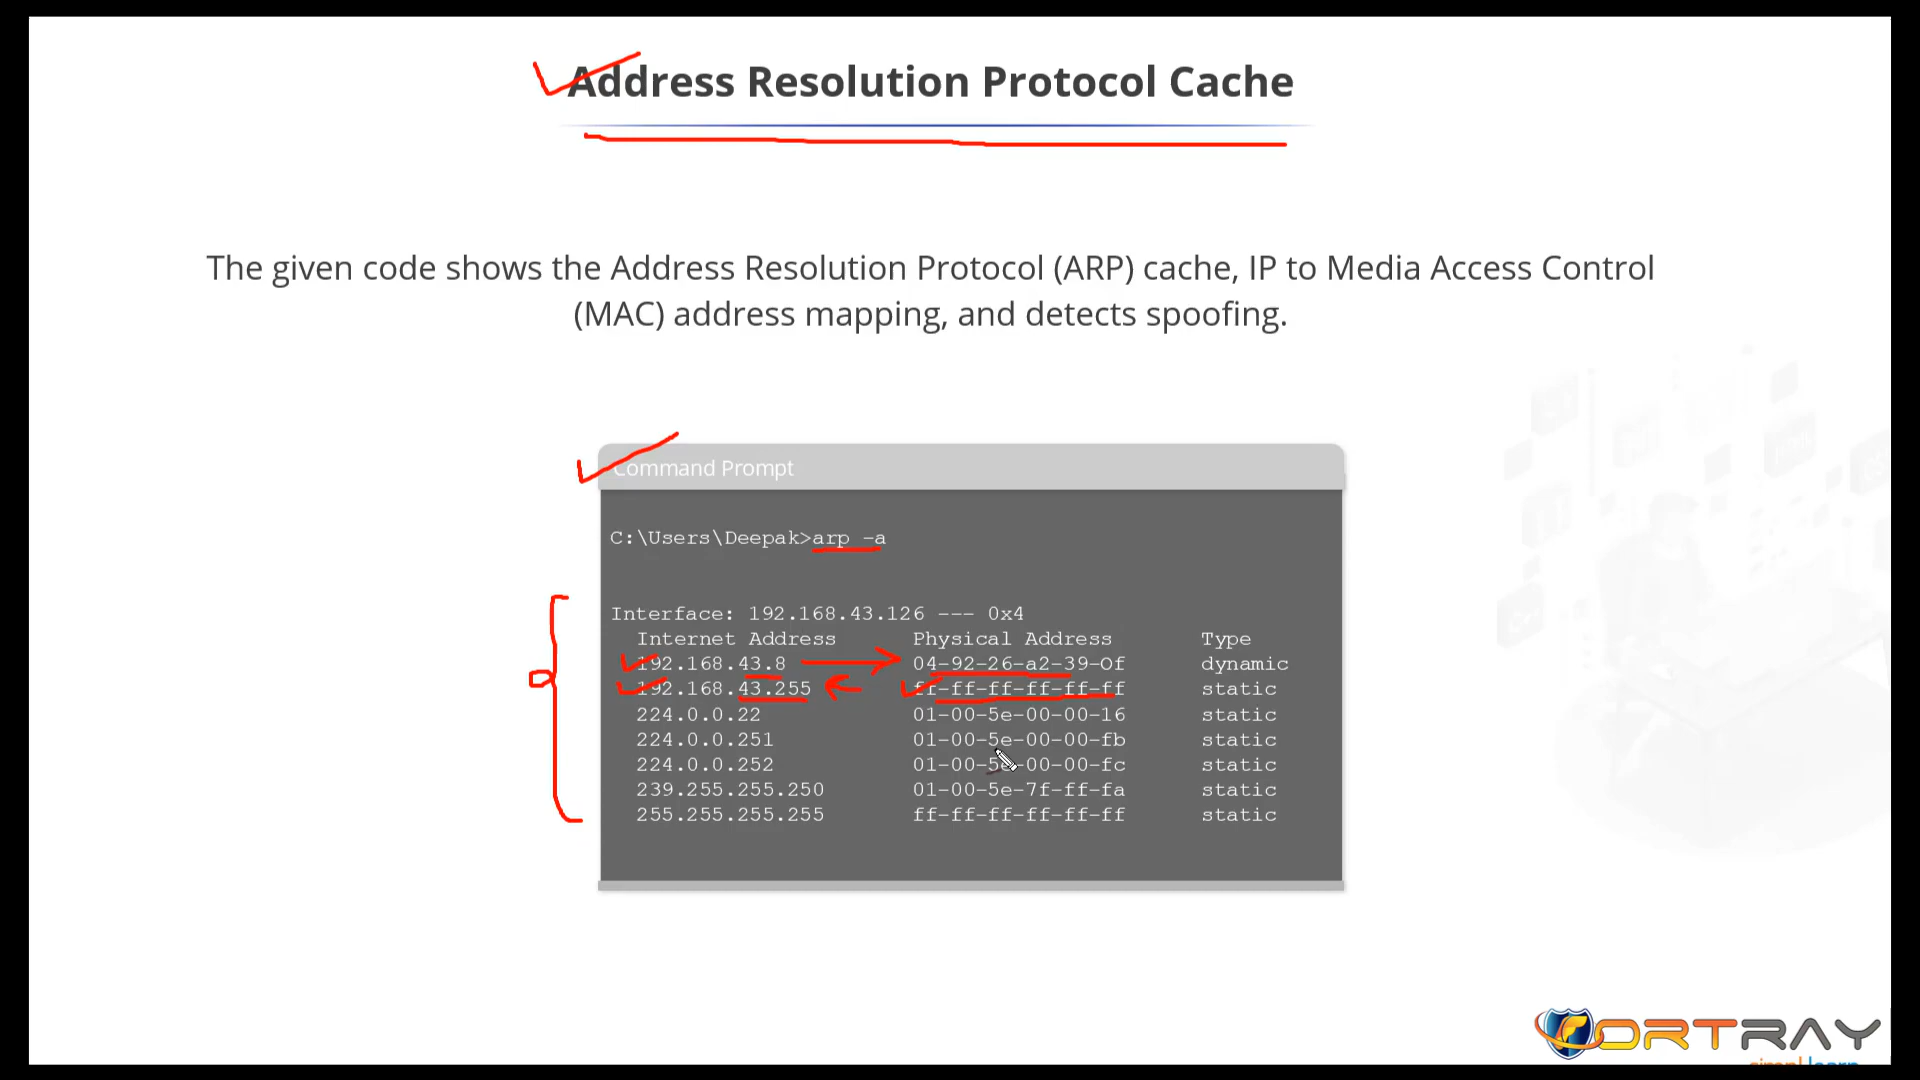 Address Resolution Protocol Cache
The given code shows the Address Resolution Protocol (ARP) cache, IP to Media Access Control
(MAC) address mapping, and detects spoofing.
Command Prompt
C:\Users\Deepak>arp -a
Interface: 192.168.43.126 --- 0x4
Internet Address Physical Address Type
192.168.43.8 04-92-26-a2-39-0f dynamic
192.168.43.255 ff-ff-ff-ff-ff-ff static
224.0.0.22 01-00-5e-00-00-16 static
224.0.0.251 01-00-5e-00-00-fb static
224.0.0.252 01-00-5e-00-00-fc static
239.255.255.250 01-00-5e-7f-ff-fa static
255.255.255.255 ff-ff-ff-ff-ff-ff static
FORTRAY